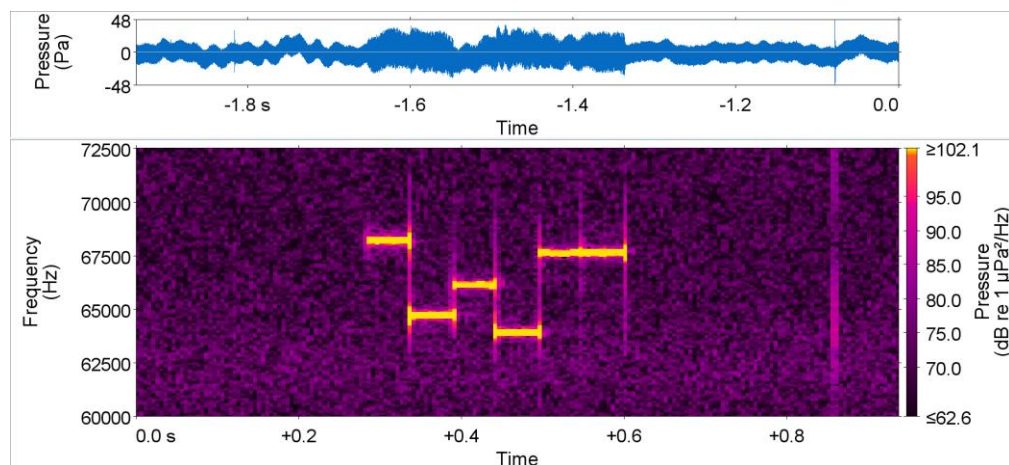 48
0
-48
Pressure
(Pa)
-1.8 s
-1.6
-1.4
-1.2
0.0
Time
72500
70000
67500
65000
62500
60000
Frequency
(Hz)
0.0 s
+0.2
+0.4
+0.6
+0.8
Time
≥102.1
95.0
90.0
85.0
80.0
75.0
70.0
≤62.6
Pressure
(dB re 1 µPa²/Hz)